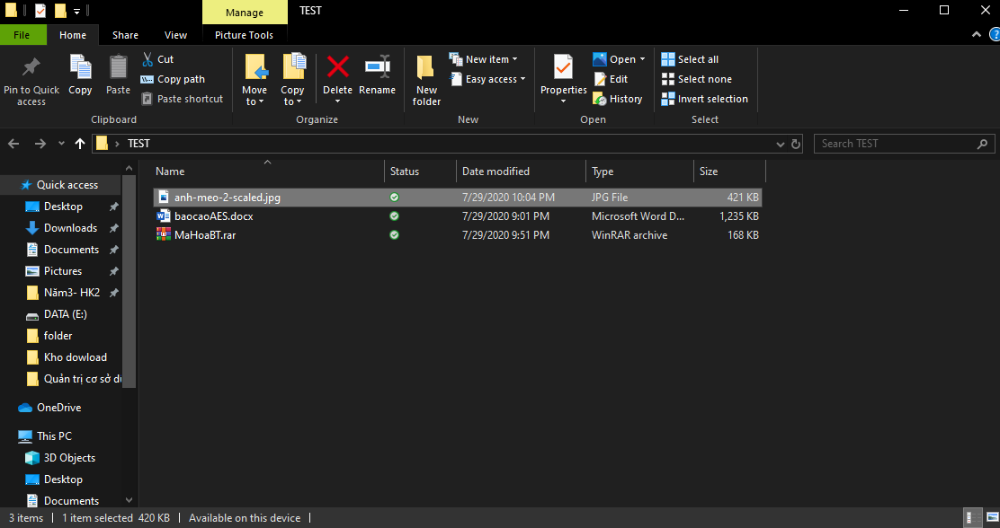 Manage TEST
File Home Share View Picture Tools
Pin to Quick access
Copy
Paste
Cut
Copy path
Paste shortcut
Clipboard
Move to
Copy to
Delete
Rename
Organize
New folder
New item
Easy access
New
Properties
Open
Edit
History
Open
Select all
Select none
Invert selection
Select
TEST
Search TEST
Name Status Date modified Type Size
anh-meo-2-scaled.jpg 7/29/2020 10:04 PM JPG File 421 KB
baocaoAES.docx 7/29/2020 9:01 PM Microsoft Word D... 1,235 KB
MaHoaBT.rar 7/29/2020 9:51 PM WinRAR archive 168 KB
Quick access
Desktop
Downloads
Documents
Pictures
Năm3- HK2
DATA (E:)
folder
Kho dowload
Quản trị cơ sở
OneDrive
This PC
3D Objects
Desktop
Documents
3 items 1 item selected 420 KB Available on this device